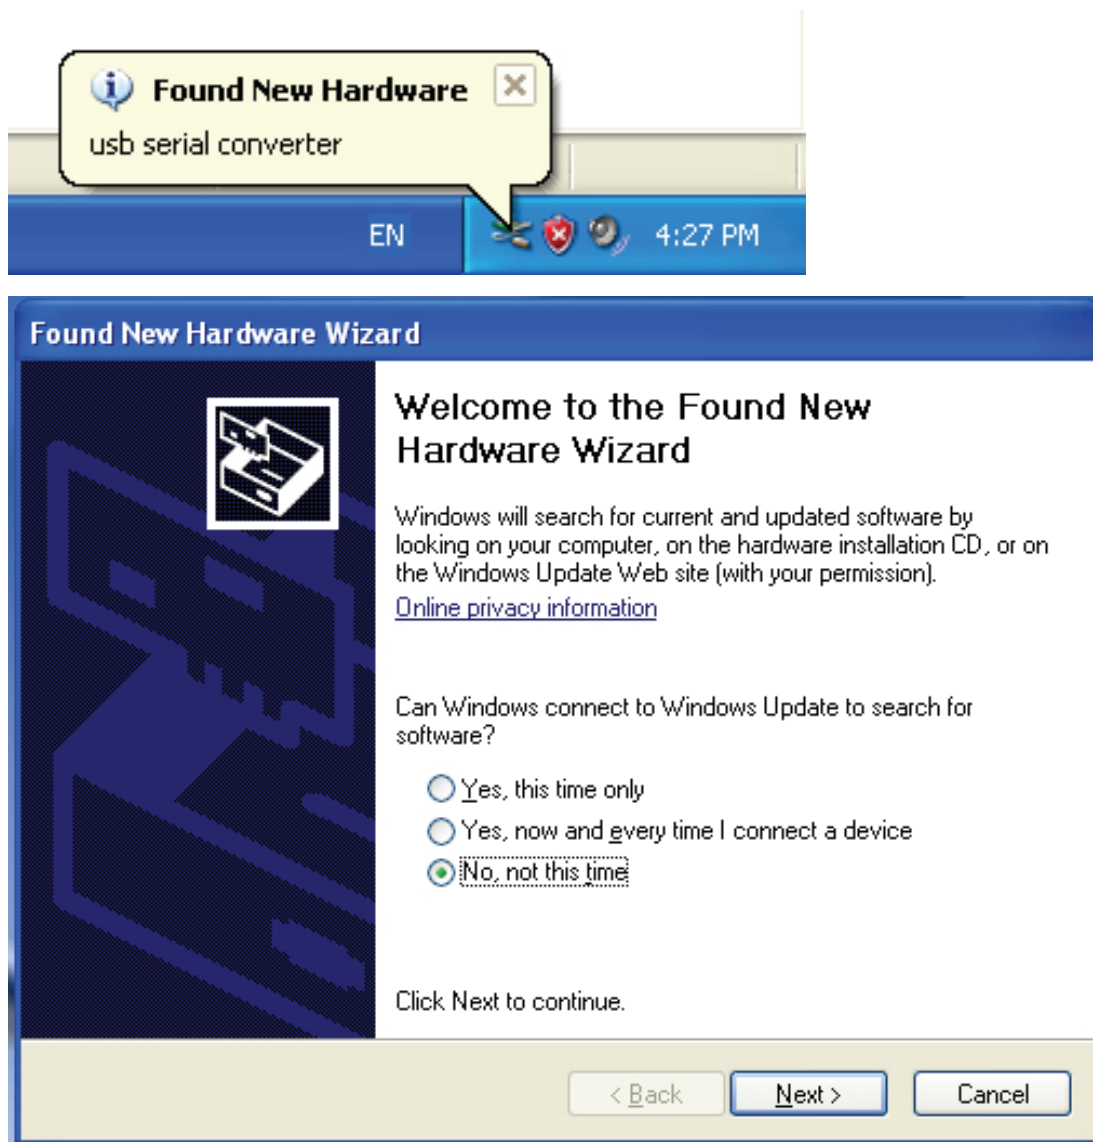 Found New Hardware
usb serial converter
EN
4:27 PM
Found New Hardware Wizard
Welcome to the Found New
Hardware Wizard
Windows will search for current and updated software by
looking on your computer, on the hardware installation CD, or on
the Windows Update Web site (with your permission).
Online privacy information
Can Windows connect to Windows Update to search for
software?
Yes, this time only
Yes, now and every time I connect a device
No, not this time
Click Next to continue.
< Back
Next >
Cancel